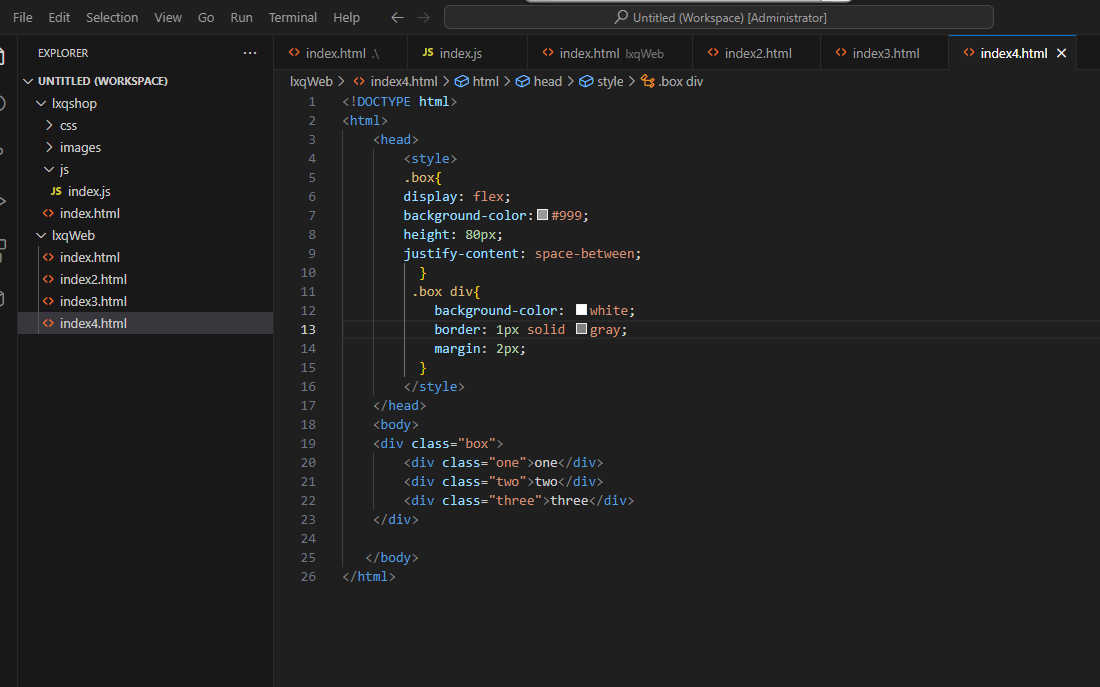 File Edit Selection View Go Run Terminal Help Untitled (Workspace) [Administrator]
EXPLORER ···
UNTITLED (WORKSPACE)
lxqshop
css
images
js
JS index.js
index.html
lxqWeb
index.html
index2.html
index3.html
index4.html
index.html .\ JS index.js index.html lxqWeb index2.html index3.html index4.html
lxqWeb > index4.html > html > head > style > .box div
1 <!DOCTYPE html>
2 <html>
3 <head>
4 <style>
5 .box{
6 display: flex;
7 background-color: #999;
8 height: 80px;
9 justify-content: space-between;
10 }
11 .box div{
12 background-color: white;
13 border: 1px solid gray;
14 margin: 2px;
15 }
16 </style>
17 </head>
18 <body>
19 <div class="box">
20 <div class="one">one</div>
21 <div class="two">two</div>
22 <div class="three">three</div>
23 </div>
24
25 </body>
26 </html>